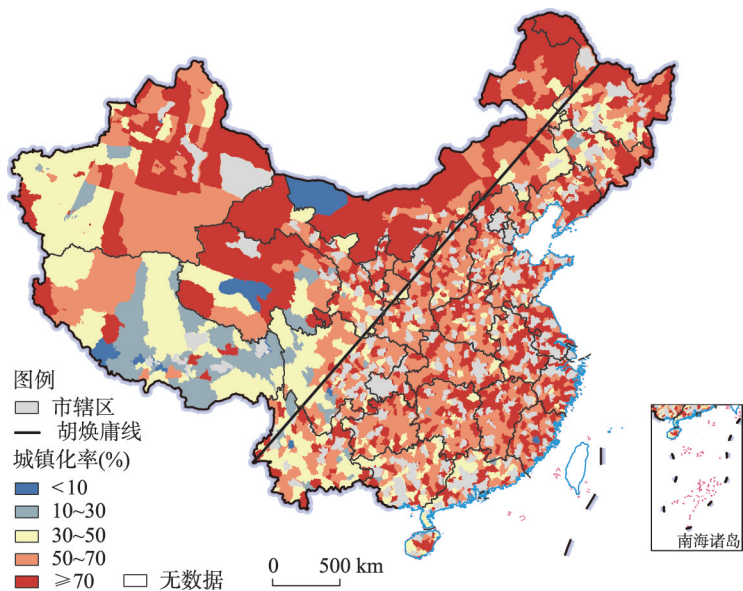 图例
市辖区
胡焕庸线
城镇化率(%)
<10
10~30
30~50
50~70
≥70
无数据
0 500 km
南海诸岛